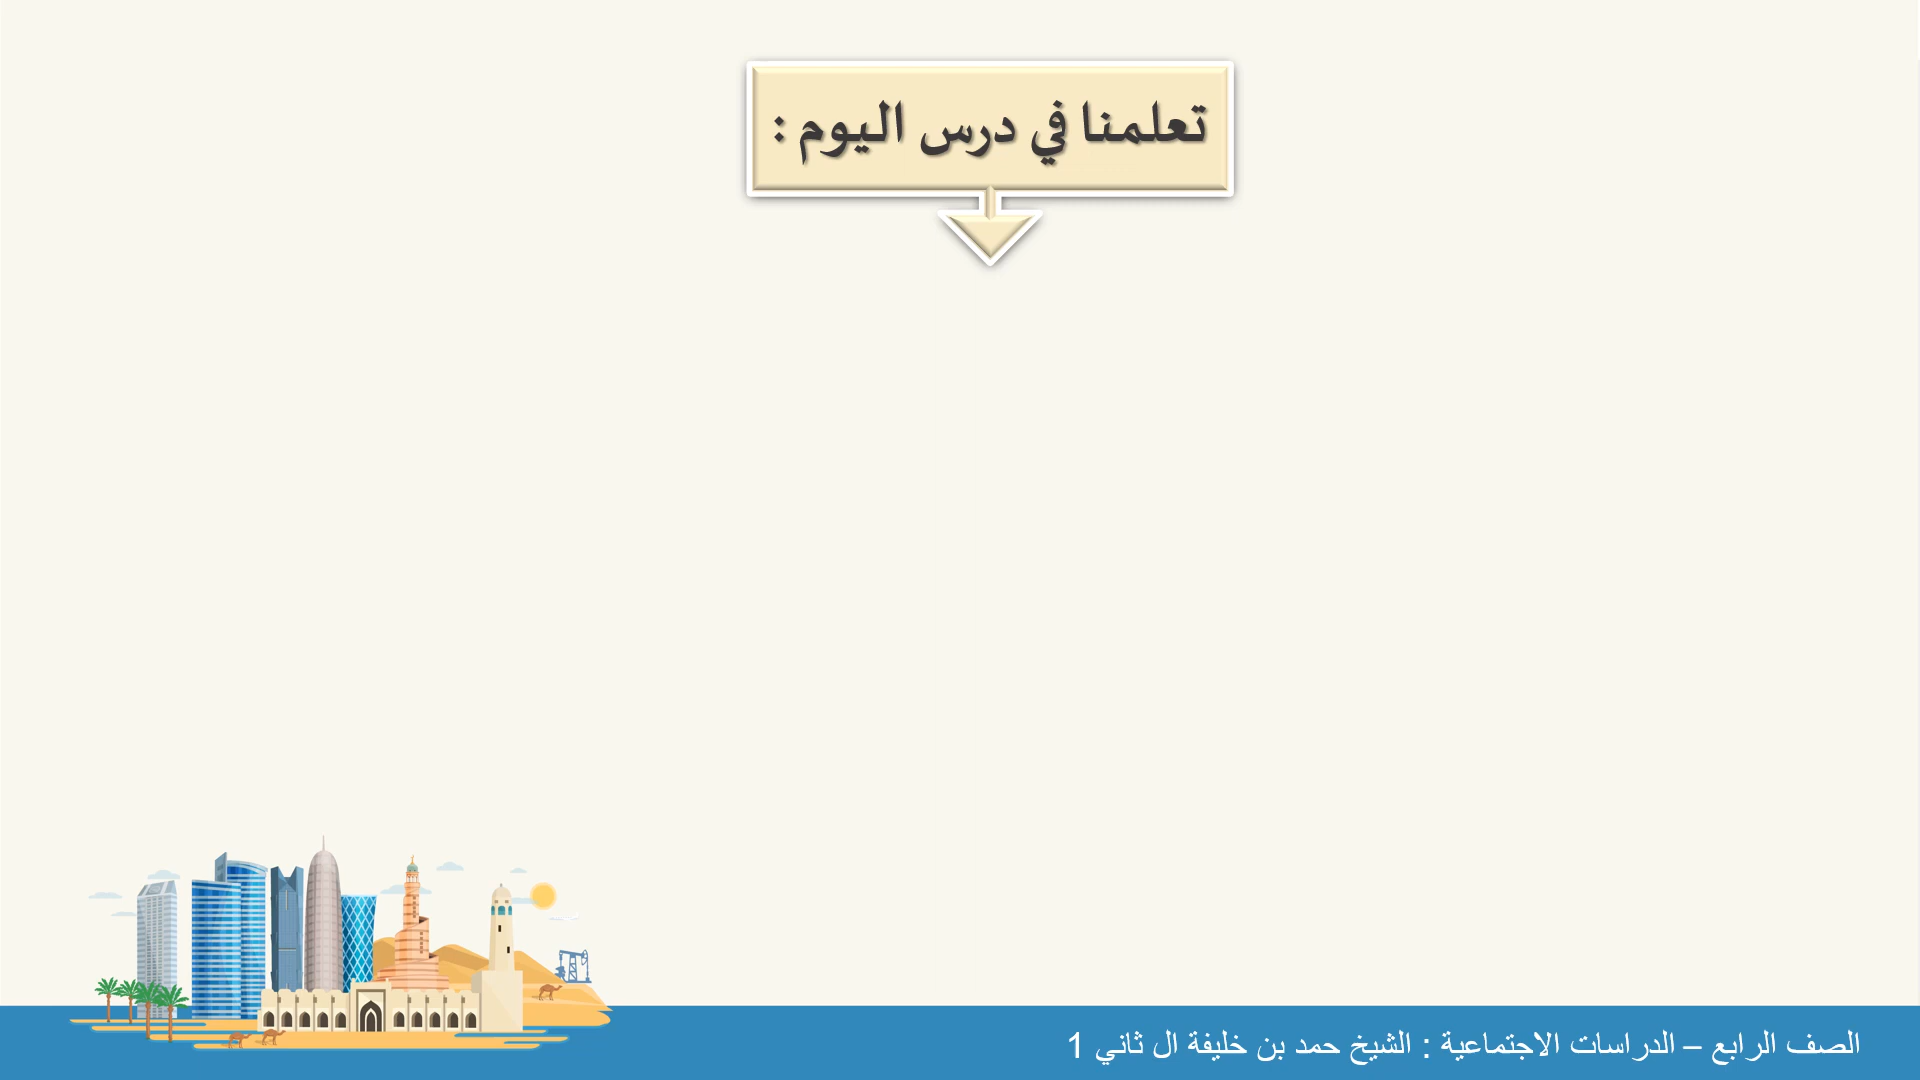 تعلمنا في درس اليوم :
الصف الرابع – الدراسات الاجتماعية : الشيخ حمد بن خليفة ال ثاني 1